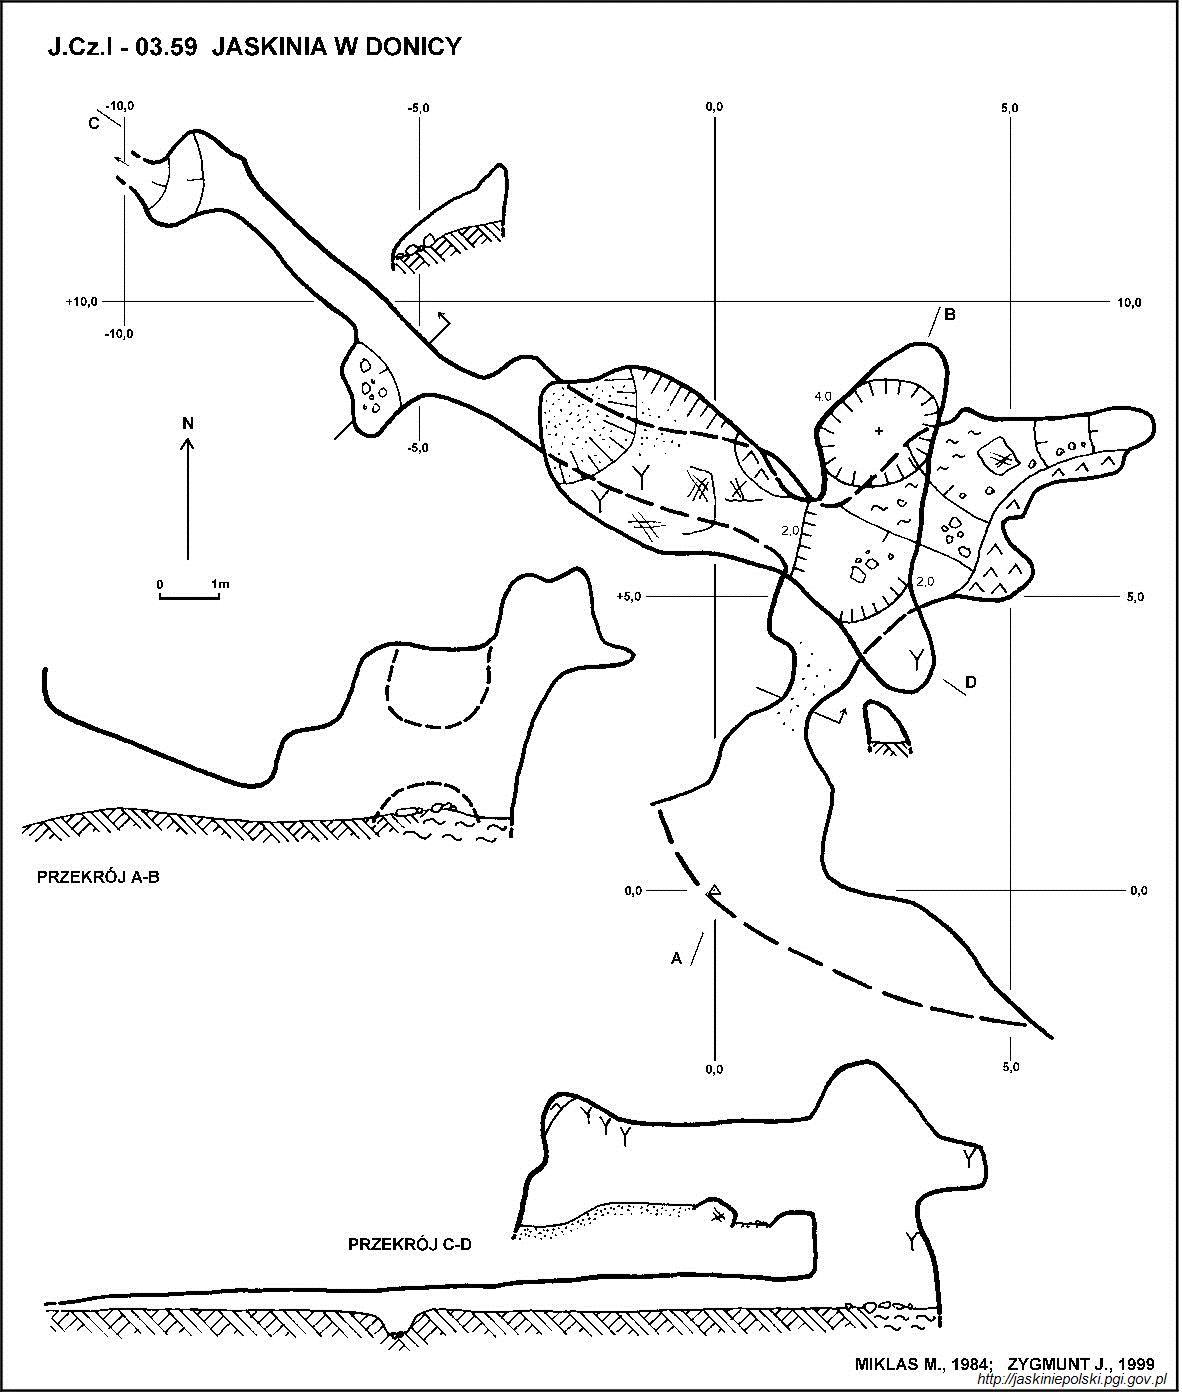 J.Cz.I - 03.59 JASKINIA W DONICY
-10,0
-5,0
0,0
5,0
C
+10,0
10,0
-10,0
B
4.0
N
-5,0
2,0
0 1m
+5,0
2,0
5,0
D
PRZEKRÓJ A-B
0,0
0,0
A
0,0
5,0
PRZEKRÓJ C-D
MIKLAS M., 1984; ZYGMUNT J., 1999
http://jaskiniepolski.pgi.gov.pl